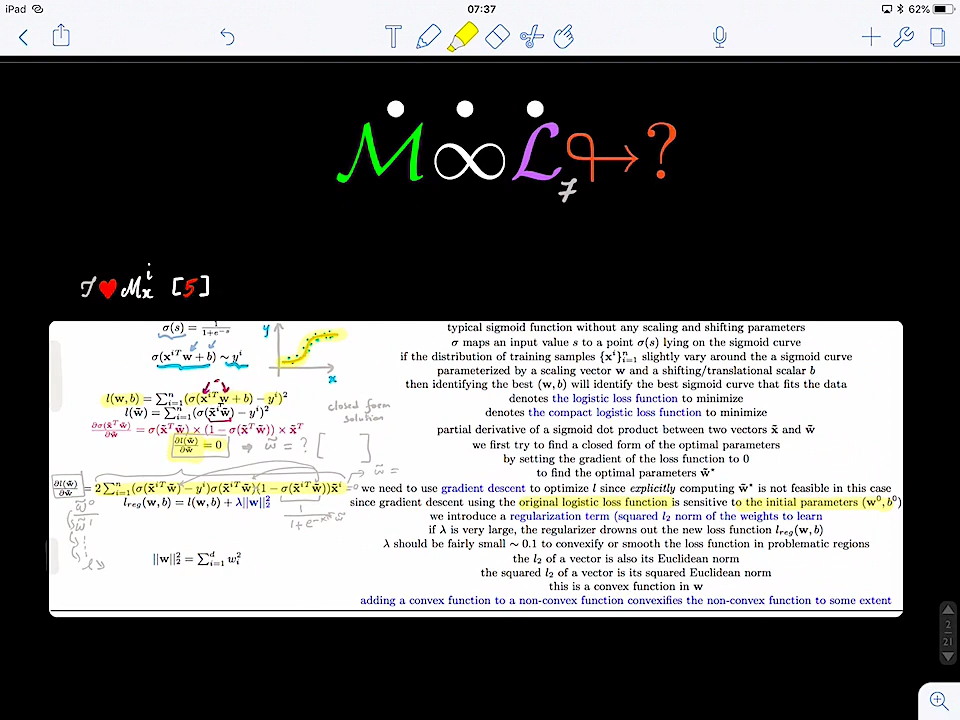 iPad 07:37 62%
T
M ∞ L 7 ↬ ?
I ♥ M_x^i [5]
σ(s) = 1/(1+e^{-s}) typical sigmoid function without any scaling and shifting parameters
y
σ maps an input value s to a point σ(s) lying on the sigmoid curve
σ(x^{iT} w + b) ~ y^i if the distribution of training samples {x^i}_{i=1}^n slightly vary around the a sigmoid curve
parameterized by a scaling vector w and a shifting/translational scalar b
x
then identifying the best (w, b) will identify the best sigmoid curve that fits the data
l(w, b) = ∑_{i=1}^n (σ(x^{iT} w + b) − y^i)^2 denotes the logistic loss function to minimize
l(w̃) = ∑_{i=1}^n (σ(x̃^i w̃) − y^i)^2 denotes the compact logistic loss function to minimize
closed form
solution
∂σ(x̃^T w̃)/∂w̃ = σ(x̃^T w̃) × (1 − σ(x̃^T w̃)) × x̃^T partial derivative of a sigmoid dot product between two vectors x̃ and w̃
∂l(w̃)/∂w̃ = 0 ⇒ w̃ = ? [ ] we first try to find a closed form of the optimal parameters
by setting the gradient of the loss function to 0
to find the optimal parameters w̃*
w̃ =
∂l(w̃)/∂w̃ = 2∑_{i=1}^n (σ(x̃^i w̃) − y^i)σ(x̃^i w̃)(1 − σ(x̃^i w̃))x̃^i = 0 we need to use gradient descent to optimize l since explicitly computing w̃* is not feasible in this case
l_{reg}(w, b) = l(w, b) + λ||w||_2^2 since gradient descent using the original logistic loss function is sensitive to the initial parameters (w^0, b^0)
w̃^0
1/(1+e^{-x^i w̃})
we introduce a regularization term (squared l_2 norm of the weights to learn
w̃^1
if λ is very large, the regularizer drowns out the new loss function l_{reg}(w, b)
λ should be fairly small ~ 0.1 to convexify or smooth the loss function in problematic regions
||w||_2^2 = ∑_{i=1}^d w_i^2 the l_2 of a vector is also its Euclidean norm
the squared l_2 of a vector is its squared Euclidean norm
this is a convex function in w
adding a convex function to a non-convex function convexifies the non-convex function to some extent
2
21